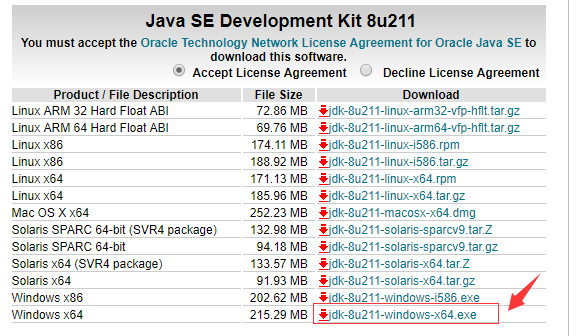 Java SE Development Kit 8u211
You must accept the Oracle Technology Network License Agreement for Oracle Java SE to
download this software.
Accept License Agreement Decline License Agreement
Product / File Description File Size Download
Linux ARM 32 Hard Float ABI 72.86 MB jdk-8u211-linux-arm32-vfp-hflt.tar.gz
Linux ARM 64 Hard Float ABI 69.76 MB jdk-8u211-linux-arm64-vfp-hflt.tar.gz
Linux x86 174.11 MB jdk-8u211-linux-i586.rpm
Linux x86 188.92 MB jdk-8u211-linux-i586.tar.gz
Linux x64 171.13 MB jdk-8u211-linux-x64.rpm
Linux x64 185.96 MB jdk-8u211-linux-x64.tar.gz
Mac OS X x64 252.23 MB jdk-8u211-macosx-x64.dmg
Solaris SPARC 64-bit (SVR4 package) 132.98 MB jdk-8u211-solaris-sparcv9.tar.Z
Solaris SPARC 64-bit 94.18 MB jdk-8u211-solaris-sparcv9.tar.gz
Solaris x64 (SVR4 package) 133.57 MB jdk-8u211-solaris-x64.tar.Z
Solaris x64 91.93 MB jdk-8u211-solaris-x64.tar.gz
Windows x86 202.62 MB jdk-8u211-windows-i586.exe
Windows x64 215.29 MB jdk-8u211-windows-x64.exe